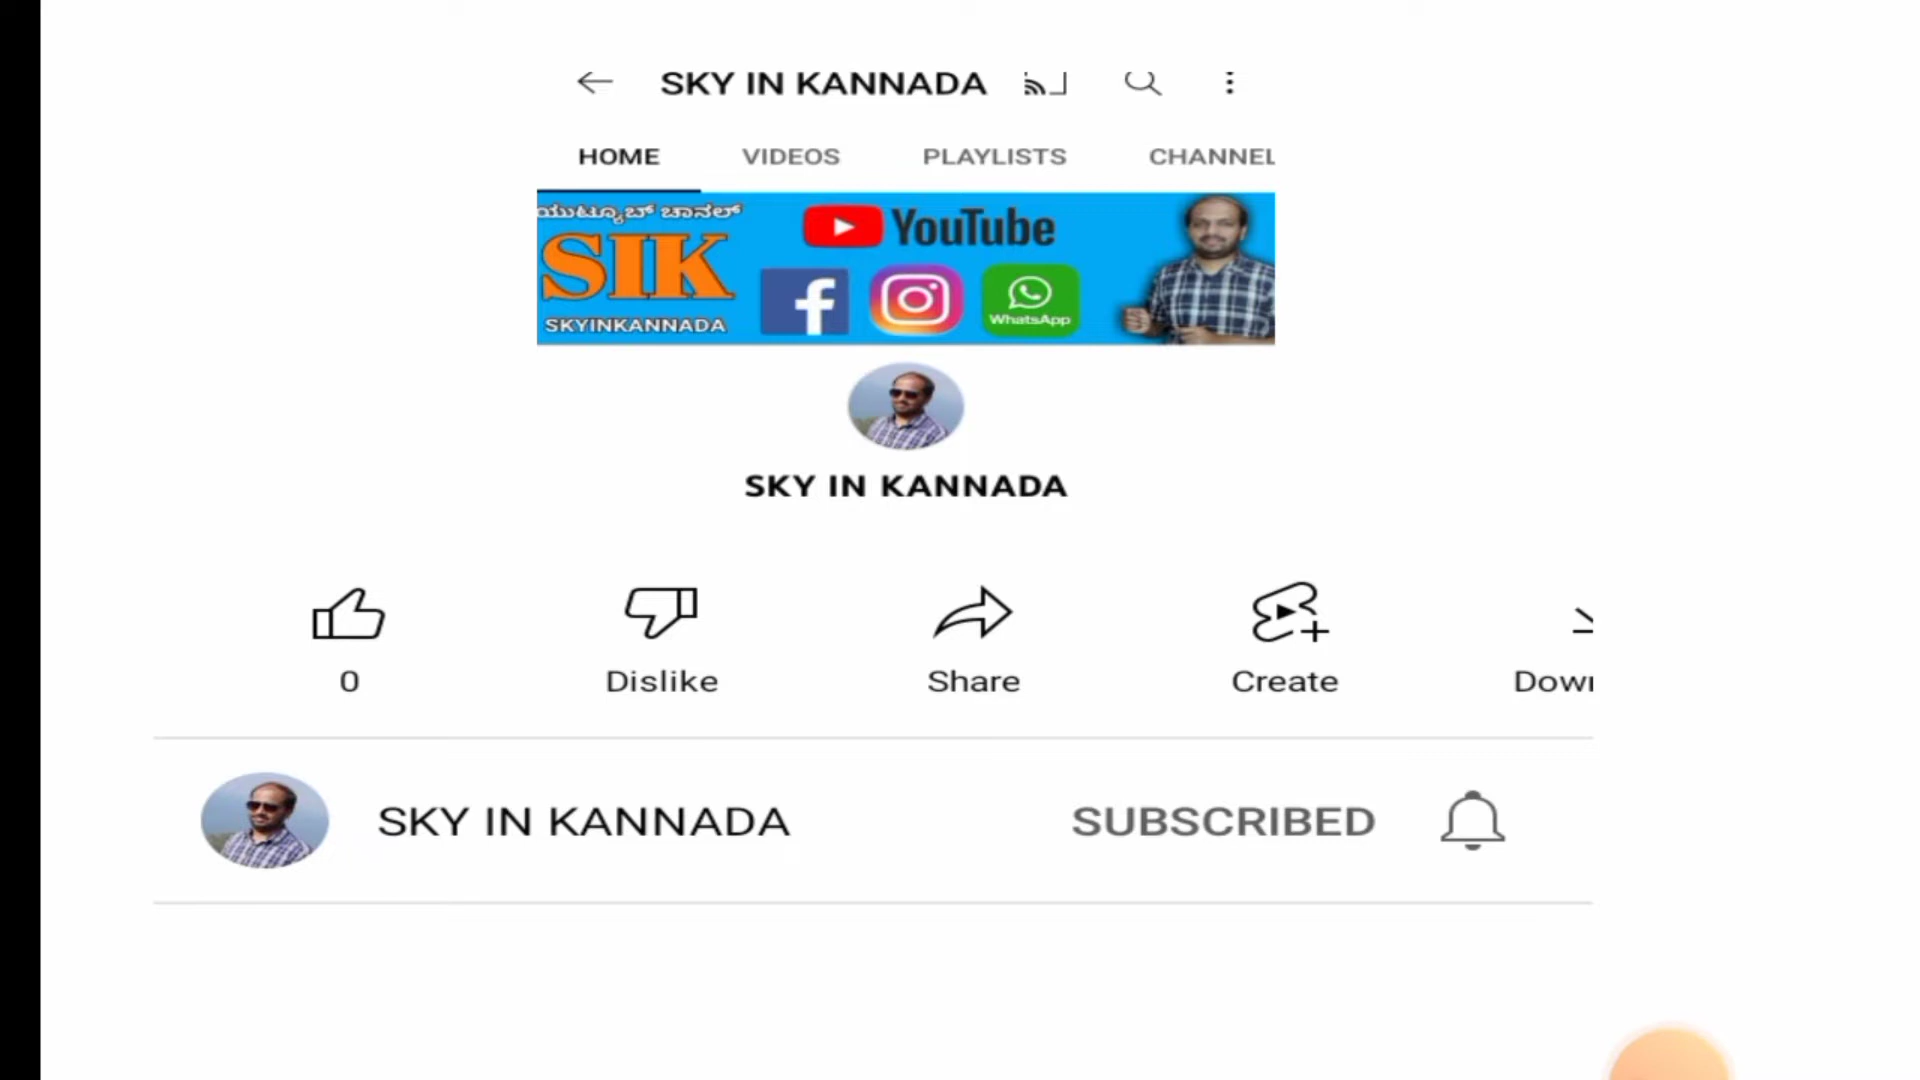 SKY IN KANNADA
HOME VIDEOS PLAYLISTS CHANNEL
ಯುಟ್ಯೂಬ್ ಚಾನಲ್
SIK
SKYINKANNADA
YouTube
WhatsApp
SKY IN KANNADA
0 Dislike Share Create Down
SKY IN KANNADA SUBSCRIBED